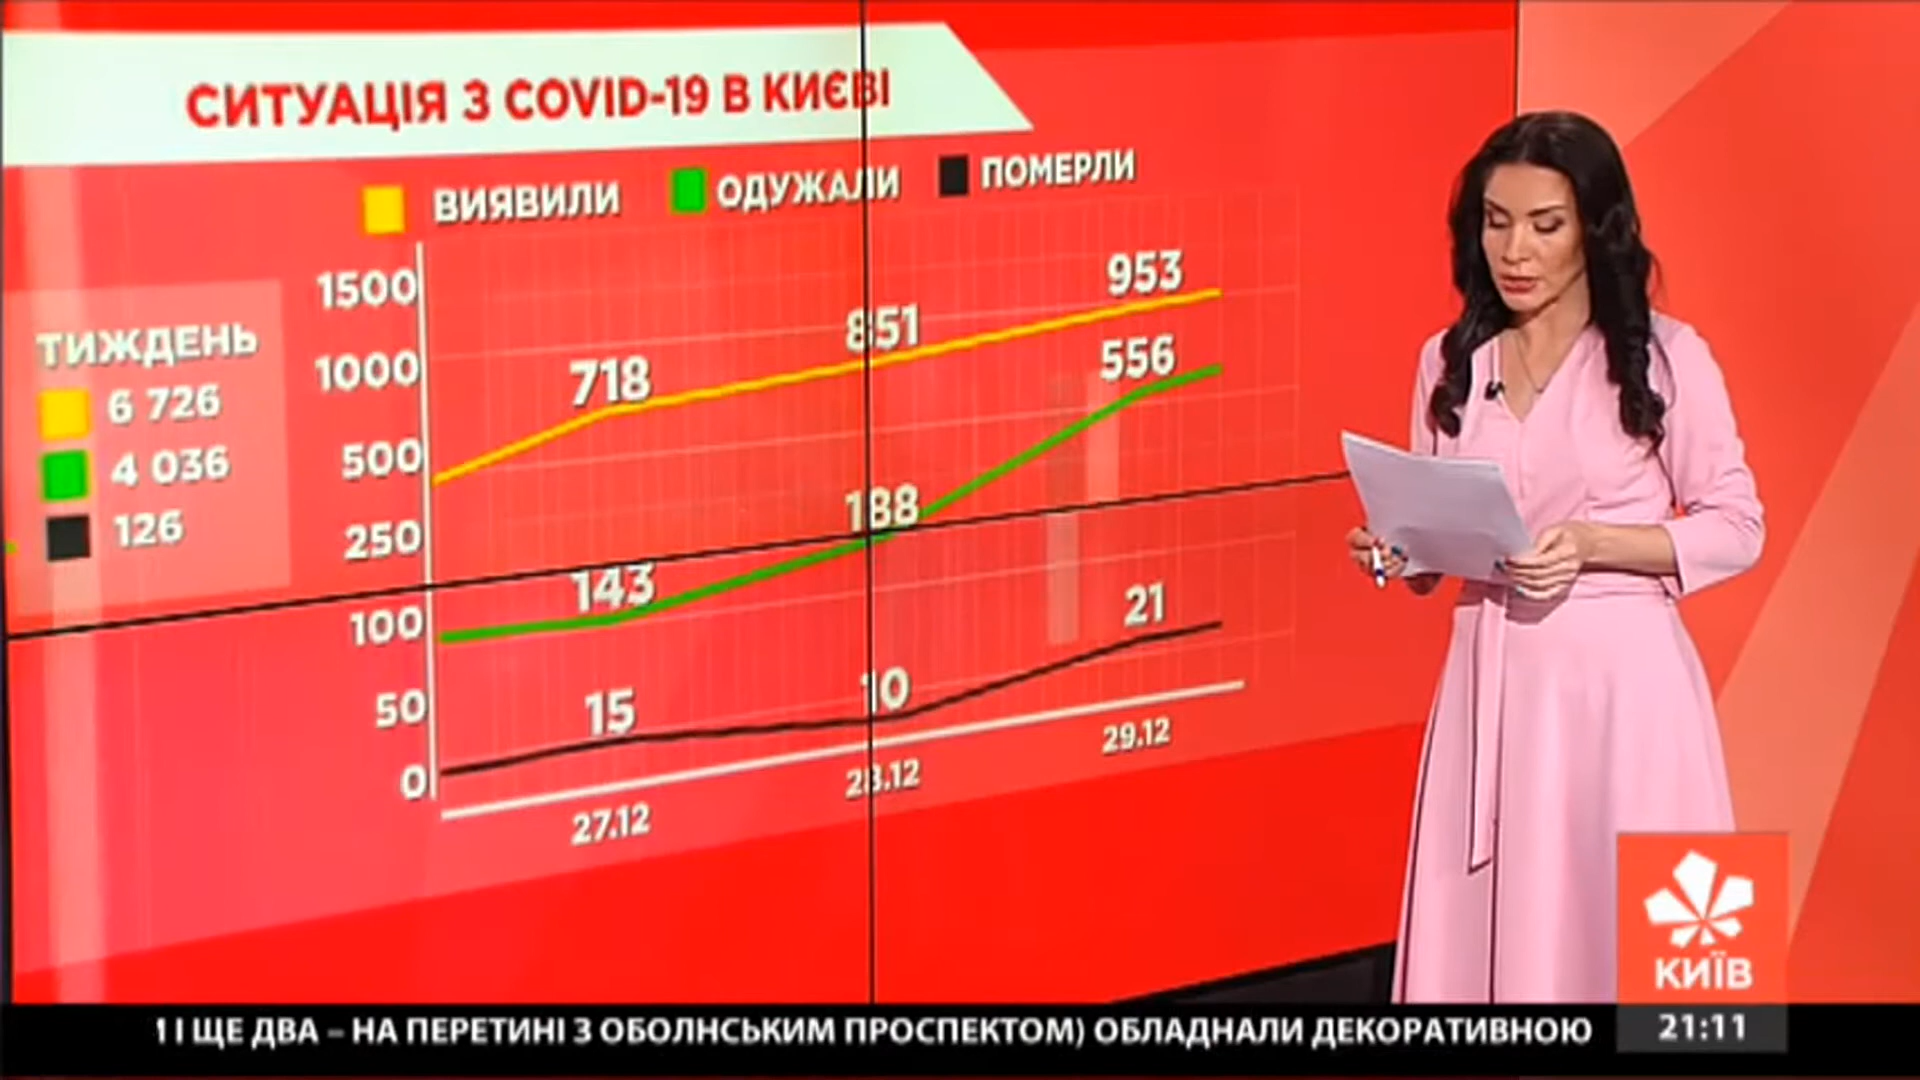 СИТУАЦІЯ З COVID-19 В КИЄВІ
ВИЯВИЛИ ОДУЖАЛИ ПОМЕРЛИ
ТИЖДЕНЬ
6 726
4 036
126
1500
1000
500
250
100
50
0
718 851 953
143 188 556
15 10 21
27.12 28.12 29.12
КИЇВ
21:11
1 І ЩЕ ДВА – НА ПЕРЕТИНІ З ОБОЛНСЬКИМ ПРОСПЕКТОМ) ОБЛАДНАЛИ ДЕКОРАТИВНОЮ